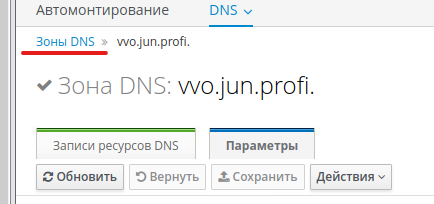 Автомонтирование DNS
Зоны DNS » vvo.jun.profi.
Зона DNS: vvo.jun.profi.
Записи ресурсов DNS Параметры
Обновить Вернуть Сохранить Действия